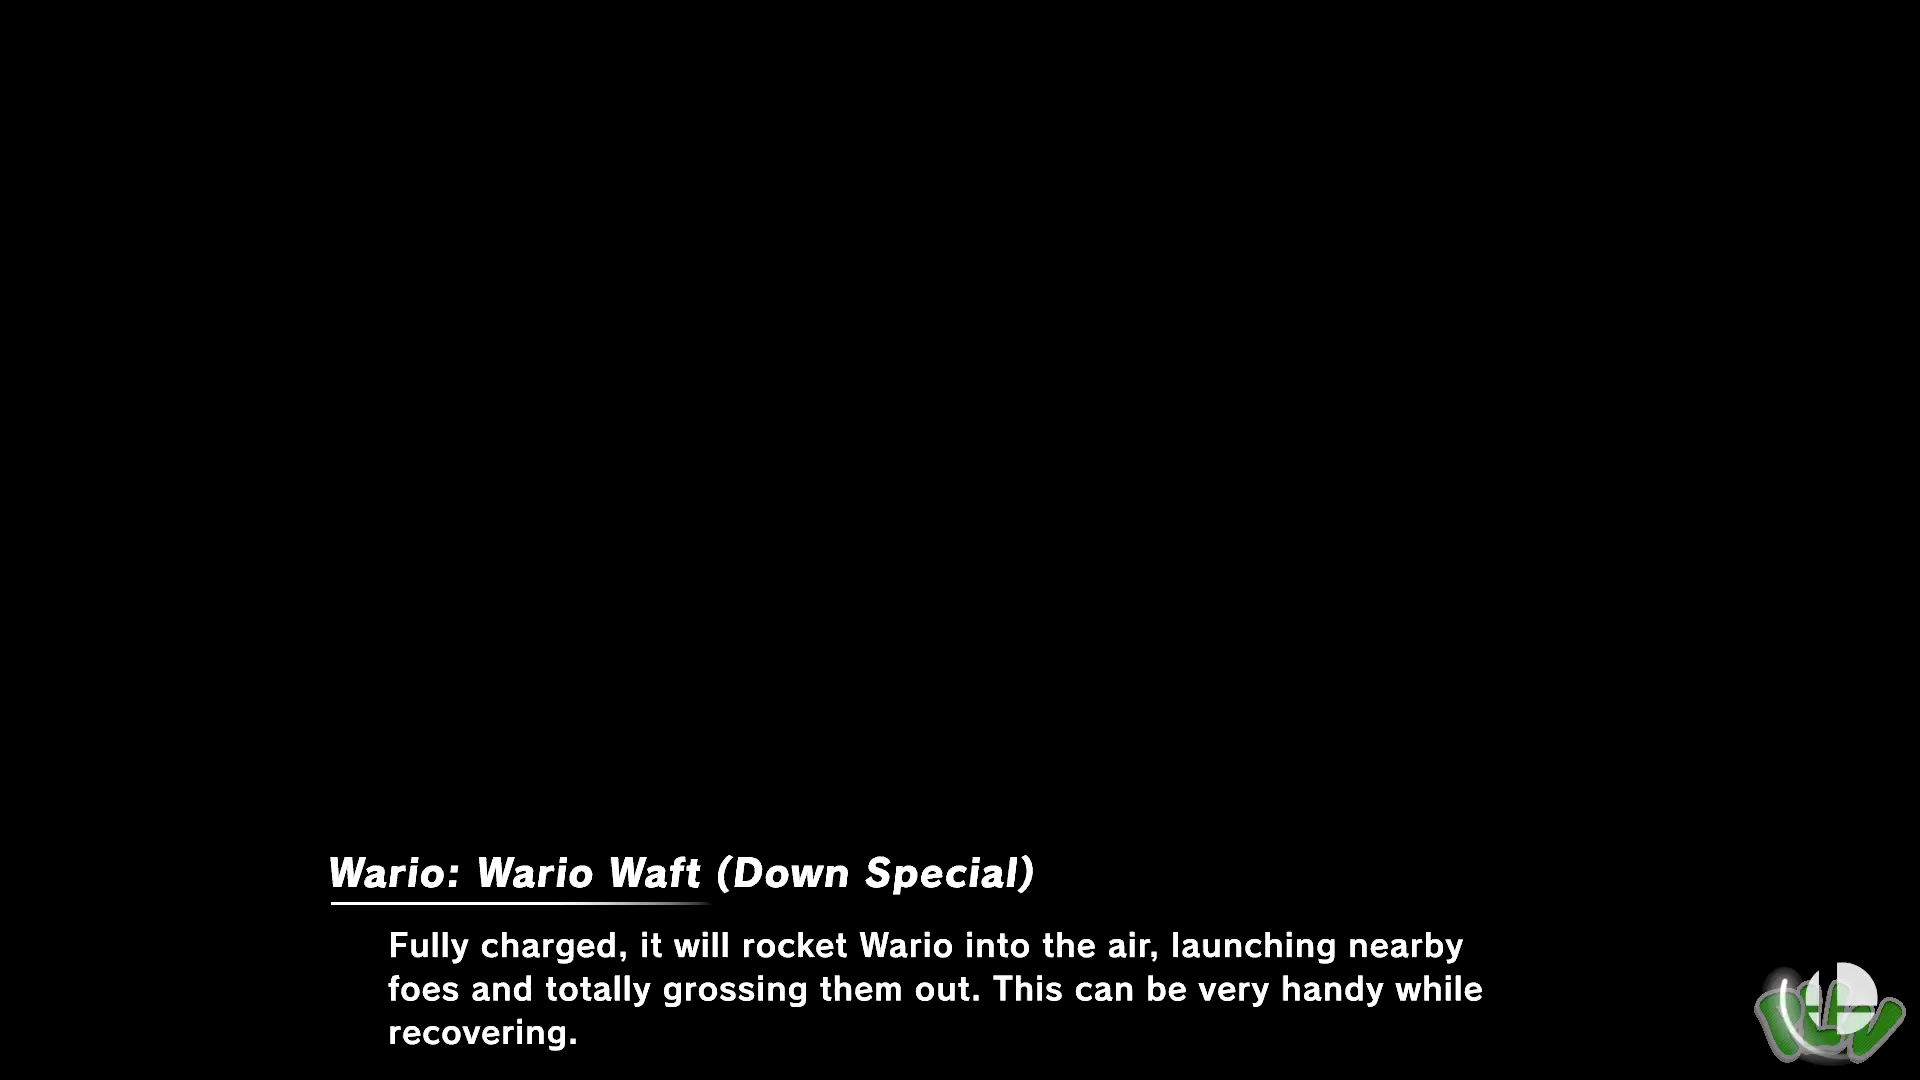 Wario: Wario Waft (Down Special)
Fully charged, it will rocket Wario into the air, launching nearby
foes and totally grossing them out. This can be very handy while
recovering.